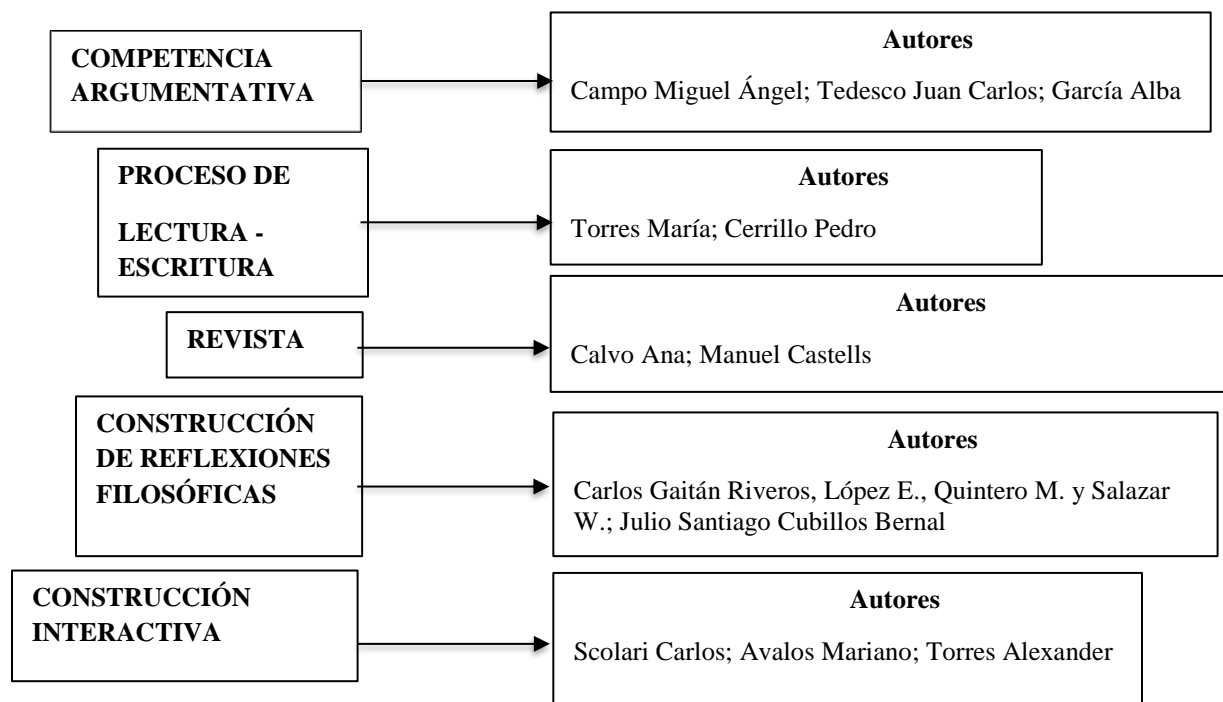 COMPETENCIA
ARGUMENTATIVA
Autores
Campo Miguel Ángel; Tedesco Juan Carlos; García Alba
PROCESO DE
LECTURA -
ESCRITURA
Autores
Torres María; Cerrillo Pedro
REVISTA
Autores
Calvo Ana; Manuel Castells
CONSTRUCCIÓN
DE REFLEXIONES
FILOSÓFICAS
Autores
Carlos Gaitán Riveros, López E., Quintero M. y Salazar
W.; Julio Santiago Cubillos Bernal
CONSTRUCCIÓN
INTERACTIVA
Autores
Scolari Carlos; Avalos Mariano; Torres Alexander